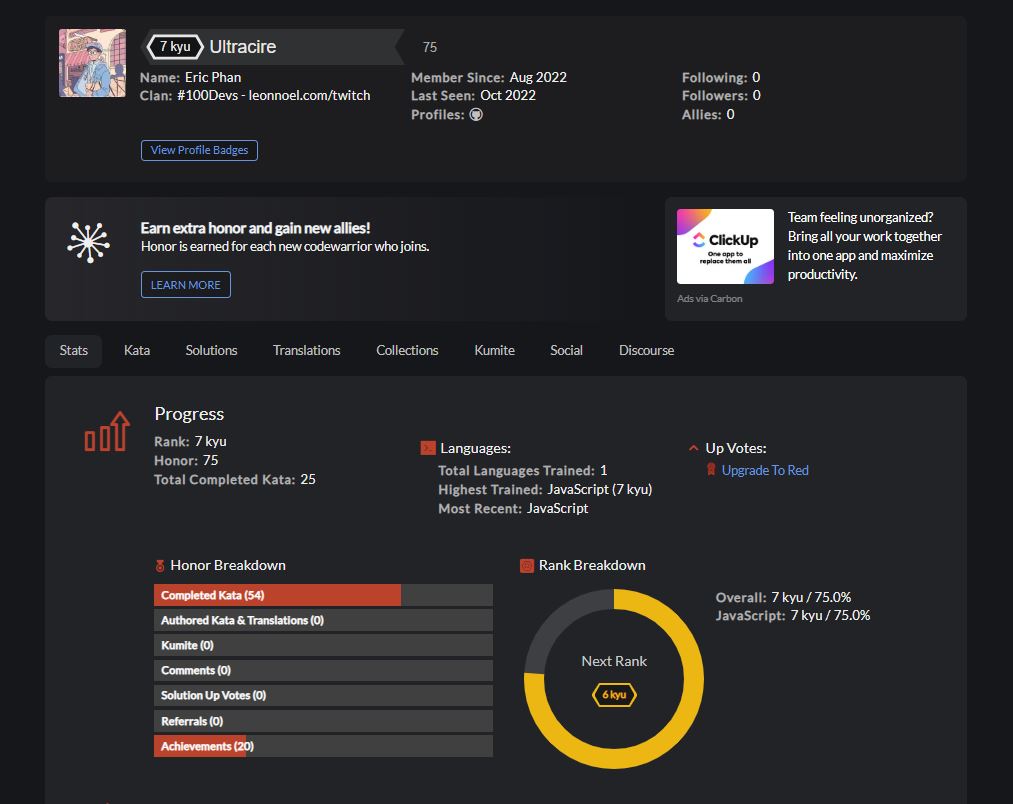 7 kyu Ultracire
75
Name: Eric Phan
Clan: #100Devs - leonnoel.com/twitch
Member Since: Aug 2022
Last Seen: Oct 2022
Profiles:
Following: 0
Followers: 0
Allies: 0
View Profile Badges
Earn extra honor and gain new allies!
Honor is earned for each new codewarrior who joins.
LEARN MORE
ClickUp
One app to
replace them all
Team feeling unorganized?
Bring all your work together
into one app and maximize
productivity.
Ads via Carbon
Stats Kata Solutions Translations Collections Kumite Social Discourse
Progress
Rank: 7 kyu
Honor: 75
Total Completed Kata: 25
Languages:
Total Languages Trained: 1
Highest Trained: JavaScript (7 kyu)
Most Recent: JavaScript
Up Votes:
Upgrade To Red
Honor Breakdown
Completed Kata (54)
Authored Kata & Translations (0)
Kumite (0)
Comments (0)
Solution Up Votes (0)
Referrals (0)
Achievements (20)
Rank Breakdown
Next Rank
6 kyu
Overall: 7 kyu / 75.0%
JavaScript: 7 kyu / 75.0%